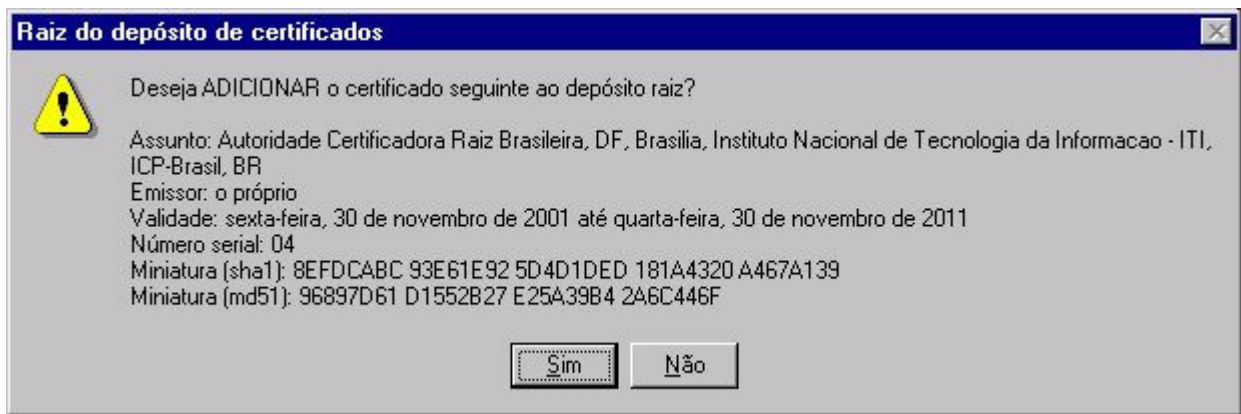 Raiz do depósito de certificados
Deseja ADICIONAR o certificado seguinte ao depósito raiz?
Assunto: Autoridade Certificadora Raiz Brasileira, DF, Brasilia, Instituto Nacional de Tecnologia da Informacao - ITI,
ICP-Brasil, BR
Emissor: o próprio
Validade: sexta-feira, 30 de novembro de 2001 até quarta-feira, 30 de novembro de 2011
Número serial: 04
Miniatura (sha1): 8EFDCABC 93E61E92 5D4D1DED 181A4320 A467A139
Miniatura (md51): 96897D61 D1552B27 E25A39B4 2A6C446F
Sim Não